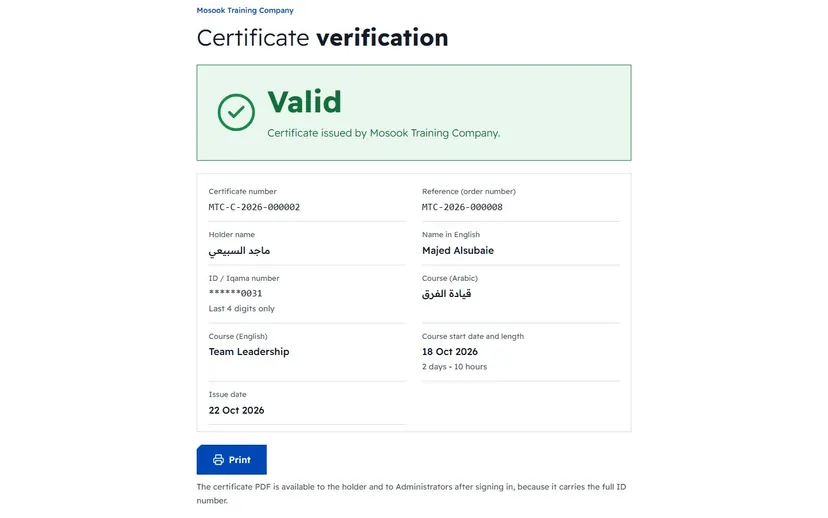 Mosook Training Company
Certificate verification
Valid
Certificate issued by Mosook Training Company.
Certificate number
MTC-C-2026-000002
Reference (order number)
MTC-2026-000008
Holder name
ماجد السبيعي
Name in English
Majed Alsubaie
ID / Iqama number
******0031
Last 4 digits only
Course (Arabic)
قيادة الفرق
Course (English)
Team Leadership
Course start date and length
18 Oct 2026
2 days - 10 hours
Issue date
22 Oct 2026
Print
The certificate PDF is available to the holder and to Administrators after signing in, because it carries the full ID
number.